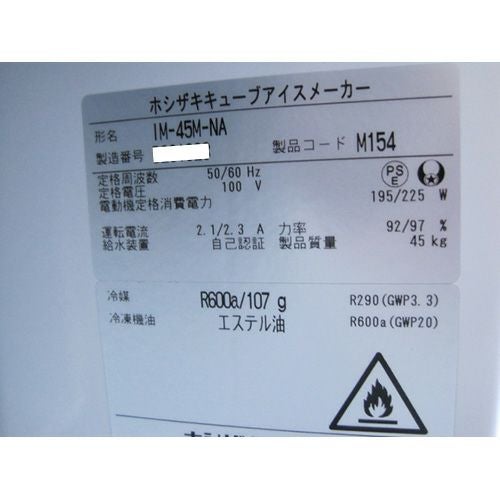 ホシザキキューブアイスメーカー
形名 IM-45M-NA
製造番号 製品コード M154
定格周波数 50/60 Hz
定格電圧 100 V
PS E
電動機定格消費電力 195/225 W
運転電流 2.1/2.3 A 力率 92/97 %
給水装置 自己認証 製品質量 45 kg
冷媒 R600a/107 g R290(GWP3.3)
冷凍機油 エステル油 R600a(GWP20)